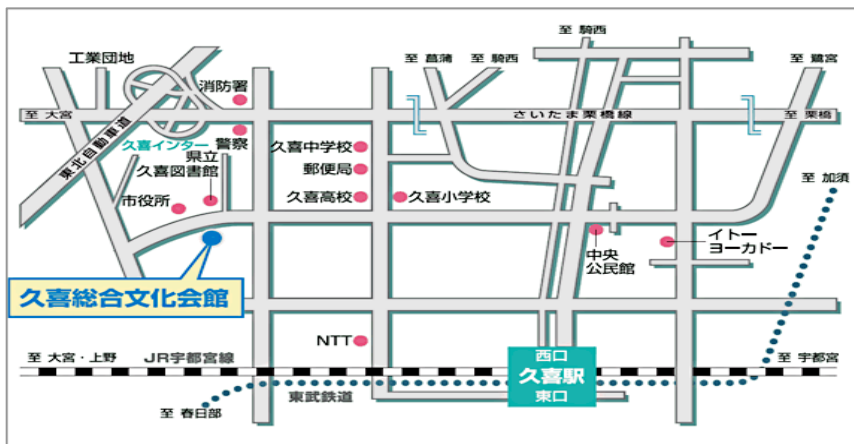 工業団地
消防署
至 菖蒲
至 騎西
至 騎西
至 鷲宮
至 大宮
さいたま栗橋線
至 栗橋
東北自動車道
久喜インター
警察
県立
久喜図書館
市役所
久喜中学校
郵便局
久喜高校
久喜小学校
至 加須
中央
公民館
イトー
ヨーカドー
久喜総合文化会館
NTT
至 大宮・上野
JR宇都宮線
西口
久喜駅
東口
至 宇都宮
東武鉄道
至 春日部